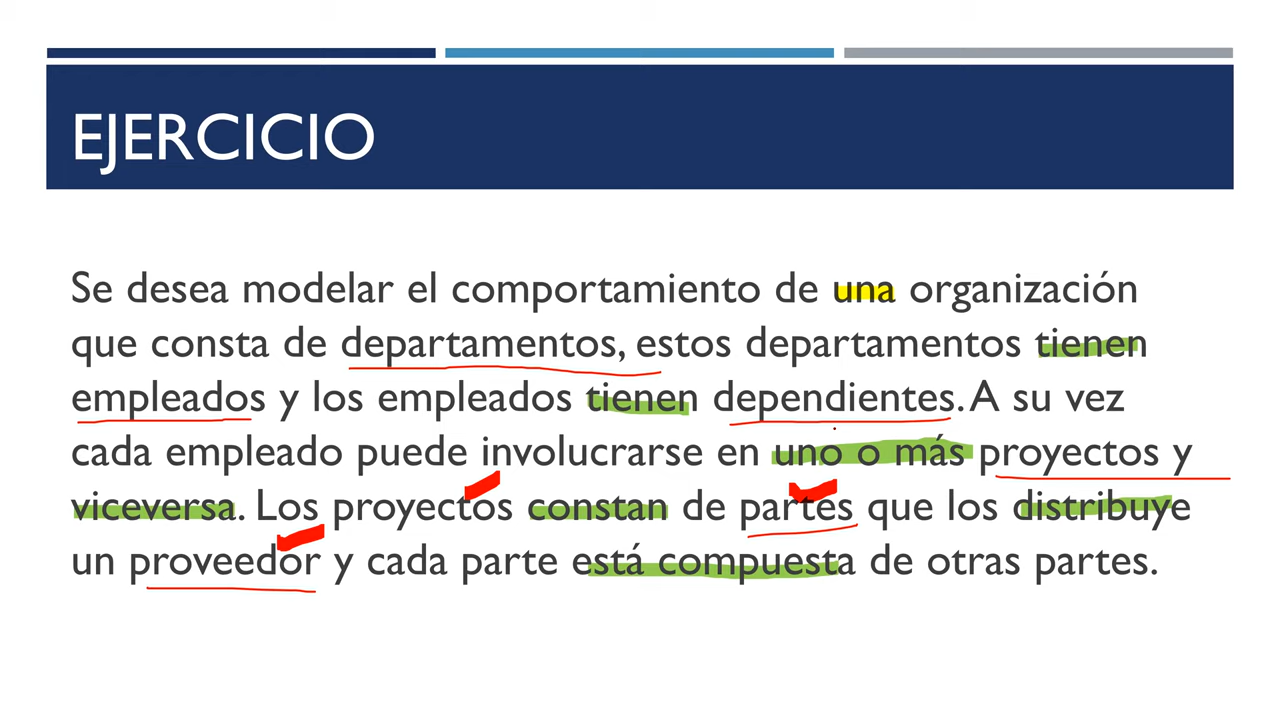 EJERCICIO
Se desea modelar el comportamiento de una organización
que consta de departamentos, estos departamentos tienen
empleados y los empleados tienen dependientes. A su vez
cada empleado puede involucrarse en uno o más proyectos y
viceversa. Los proyectos constan de partes que los distribuye
un proveedor y cada parte está compuesta de otras partes.